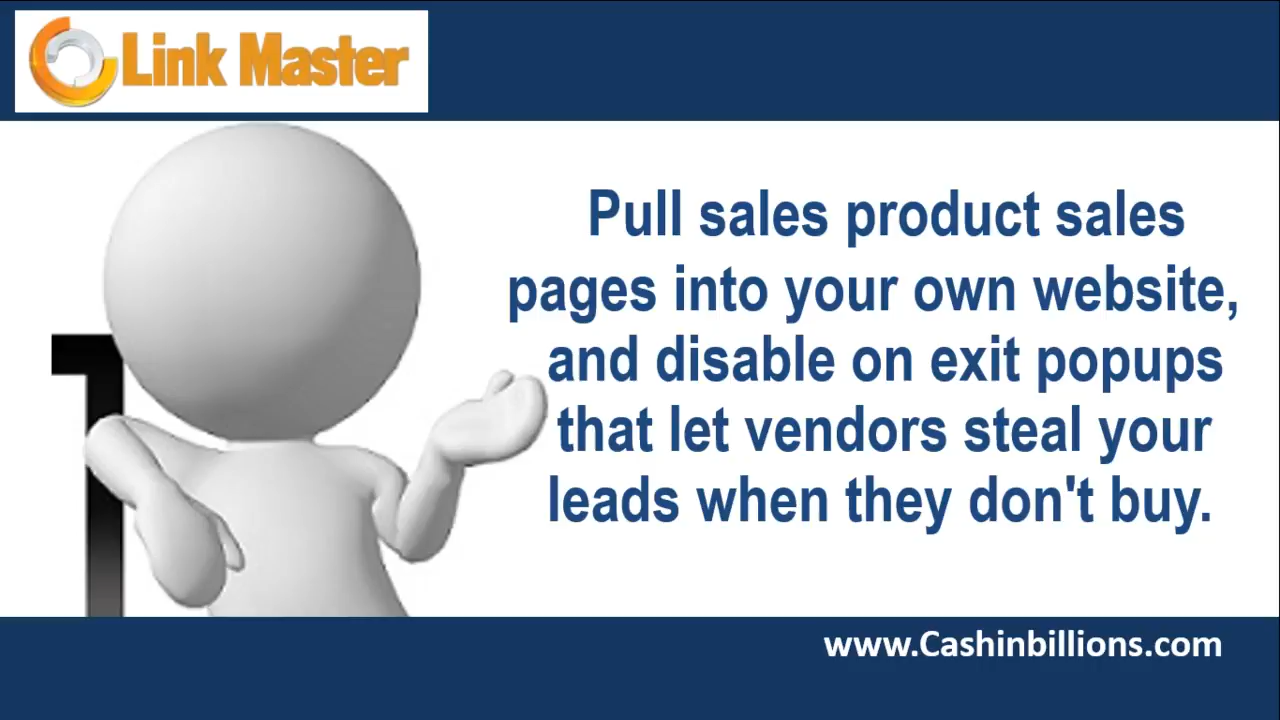 Link Master
Pull sales product sales
pages into your own website,
and disable on exit popups
that let vendors steal your
leads when they don't buy.
www.Cashinbillions.com